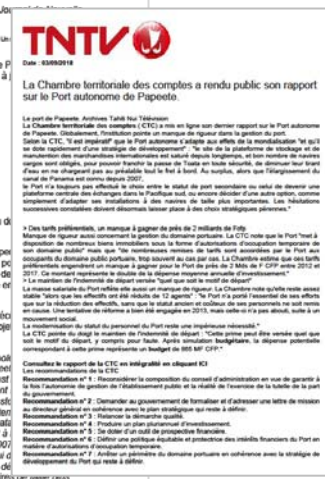 TNTV
Date : 03/09/2018
La Chambre territoriale des comptes a rendu public son rapport
sur le Port autonome de Papeete.
Le port de Papeete. Archives Tahiti Nui Télévision
La Chambre territoriale des comptes ( CTC) a mis en ligne son dernier rapport sur le Port autonome
de Papeete. Globalement, l'institution pointe un manque de rigueur dans la gestion du port.
Selon la CTC, "il est impératif" que le Port autonome s'adapte aux effets de la mondialisation "et qu'il
se dote rapidement d'une stratégie de développement" : "le site de la plateforme de stockage et de
manutention des marchandises internationales est saturé depuis longtemps, et bon nombre de navires
cargos sont obligés, pour pouvoir franchir la passe de Taata en toute sécurité, de diminuer leur tirant
d'eau en ne chargeant pas au préalable tout le fret à bord. Au surplus, alors que l'élargissement du
canal de Panama est connu depuis 2007,
le Port n'a toujours pas effectué le choix entre le statut de port secondaire ou celui de devenir une
plateforme centrale des échanges dans le Pacifique sud, ou encore décider d'une autre option, comme
simplement d'adapter ses installations à des navires de taille plus importante. Les hésitations
successives constatées doivent désormais laisser place à des choix stratégiques pérennes."
> Des tarifs préférentiels, un manque à gagner de près de 2 milliards de Fcfp.
Manque de rigueur aussi concernant la gestion du domaine portuaire. La CTC note que le Port "met à
disposition de nombreux biens immobiliers sous la forme d'autorisations d'occupation temporaire de
son domaine public" mais que "de nombreuses remises de tarifs sont accordées par le Port aux
occupants du domaine public portuaire, trop souvent au cas par cas. La Chambre estime que ces tarifs
préférentiels engendrent un manque à gagner pour le Port de près de 2 Mds de F CFP entre 2012 et
2017. Ce montant représente le double de la dépense moyenne annuelle d'investissement."
> Le maintien de l'indemnité de départ versée "quel que soit le motif de départ"
La masse salariale du Port reflète elle aussi un manque de rigueur. La Chambre note qu'elle reste assez
stable "alors que les effectifs ont été réduits de 12 agents" : "le Port n'a porté l'essentiel de ses efforts
que sur la réduction des effectifs, sans que le statut ancien et coûteux de ses personnels ne soit remis
en cause. Une tentative de réforme a bien été engagée en 2013, mais celle-ci n'a pas abouti, suite à un
mouvement social.
La modernisation du statut du personnel du Port reste une impérieuse nécessité."
La CTC pointe du doigt le maintien de l'indemnité de départ : "Cette prime peut être versée quel que
soit le motif du départ, y compris pour faute. Après simulation budgétaire, la dépense potentielle
correspondant à cette prime représente un budget de 865 MF CFP."
Consultez le rapport de la CTC en intégralité en cliquant ICI
Les recommandations de la CTC
Recommandation n° 1 : Reconsidérer la composition du conseil d'administration en vue de garantir à
la fois l'autonomie de gestion de l'établissement public et la réalité de l'exercice de la tutelle de la part
du gouvernement.
Recommandation n° 2 : Demander au gouvernement de formaliser et d'adresser une lettre de mission
au directeur général en cohérence avec le plan stratégique qui reste à définir.
Recommandation n° 3 : Relancer la démarche qualité.
Recommandation n° 4 : Produire un plan pluriannuel d'investissement.
Recommandation n° 5 : Se doter d'un outil de prospective financière.
Recommandation n° 6 : Définir une politique équitable et protectrice des intérêts financiers du Port en
matière d'autorisations d'occupation temporaire.
Recommandation n° 7 : Arrêter un périmètre du domaine portuaire en cohérence avec la stratégie de
développement du Port qui reste à définir.